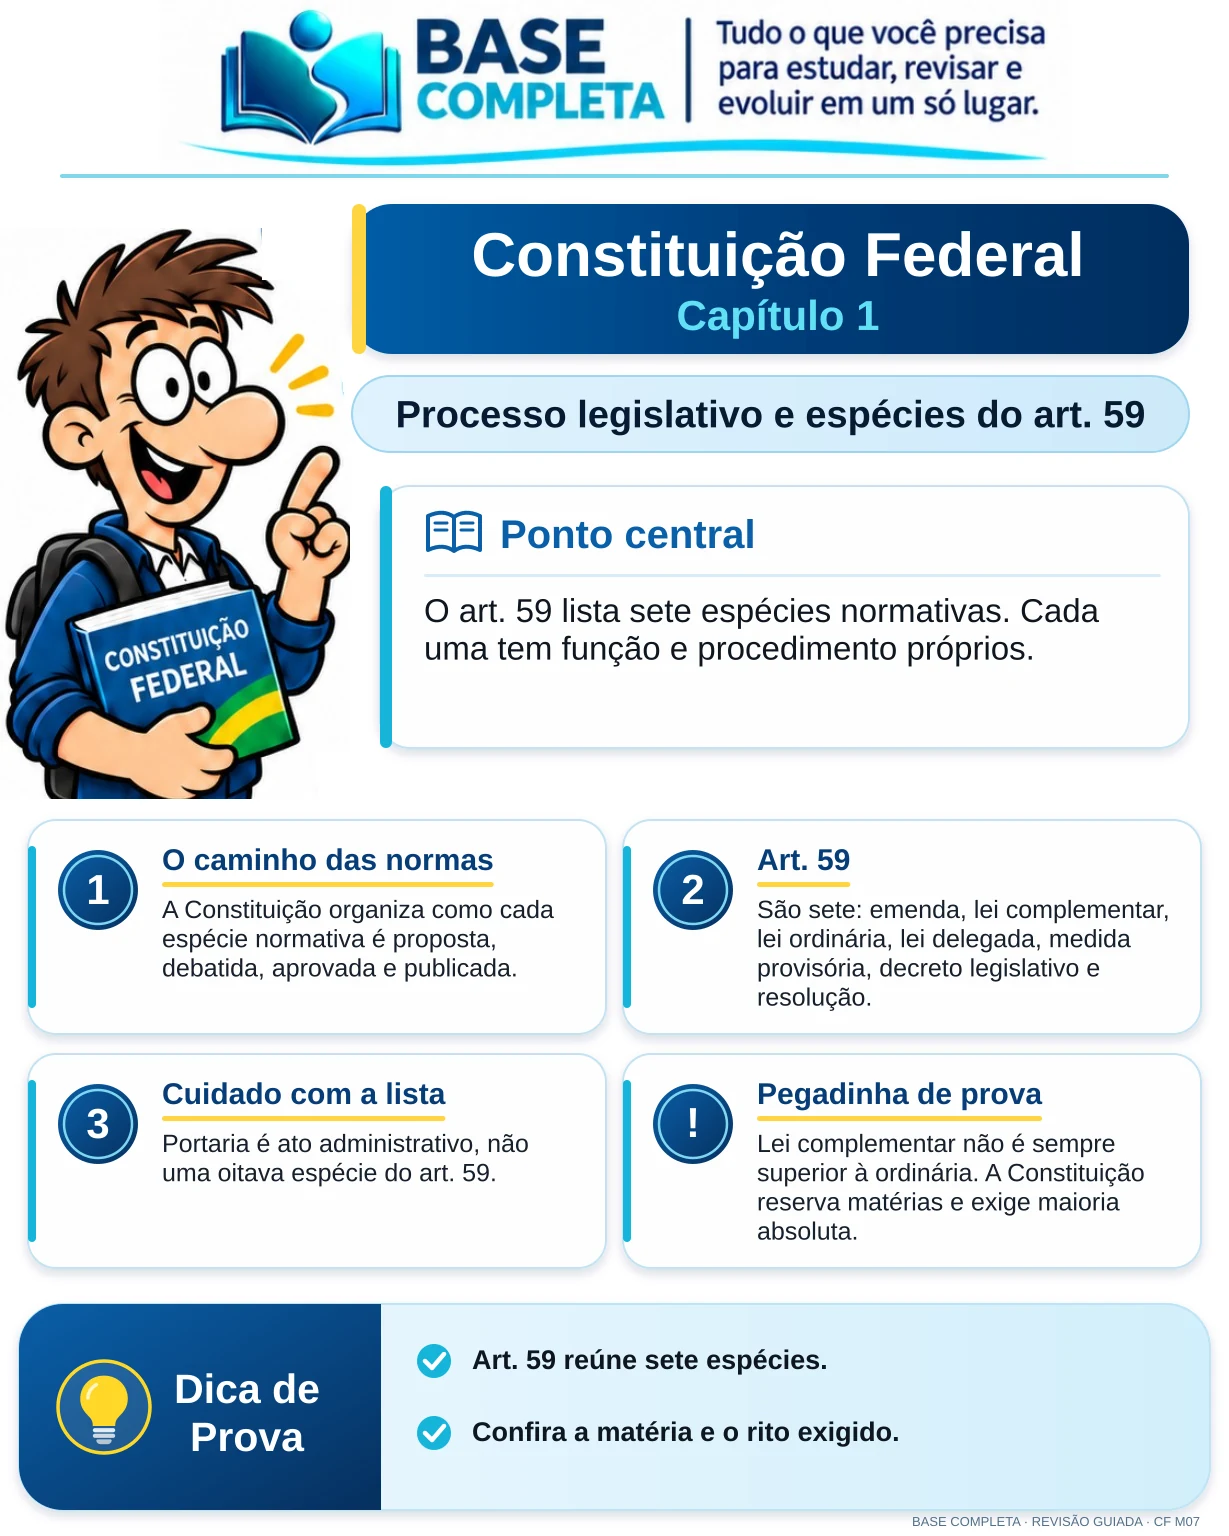 BASE
COMPLETA
Tudo o que você precisa
para estudar, revisar e
evoluir em um só lugar.
Constituição Federal
Capítulo 1
Processo legislativo e espécies do art. 59
CONSTITUIÇÃO
FEDERAL
Ponto central
O art. 59 lista sete espécies normativas. Cada
uma tem função e procedimento próprios.
1
O caminho das normas
A Constituição organiza como cada
espécie normativa é proposta,
debatida, aprovada e publicada.
2
Art. 59
São sete: emenda, lei complementar,
lei ordinária, lei delegada, medida
provisória, decreto legislativo e
resolução.
3
Cuidado com a lista
Portaria é ato administrativo, não
uma oitava espécie do art. 59.
!
Pegadinha de prova
Lei complementar não é sempre
superior à ordinária. A Constituição
reserva matérias e exige maioria
absoluta.
Dica de
Prova
Art. 59 reúne sete espécies.
Confira a matéria e o rito exigido.
BASE COMPLETA · REVISÃO GUIADA · CF M07